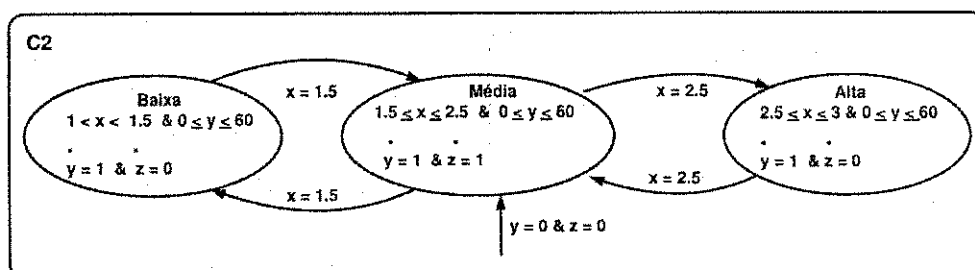 C2
Baixa
1 < x < 1.5 & 0 ≤ y ≤ 60
ẏ = 1 & ż = 0
x = 1.5
x = 1.5
Média
1.5 ≤ x ≤ 2.5 & 0 ≤ y ≤ 60
ẏ = 1 & ż = 1
x = 2.5
x = 2.5
Alta
2.5 ≤ x ≤ 3 & 0 ≤ y ≤ 60
ẏ = 1 & ż = 0
y = 0 & z = 0